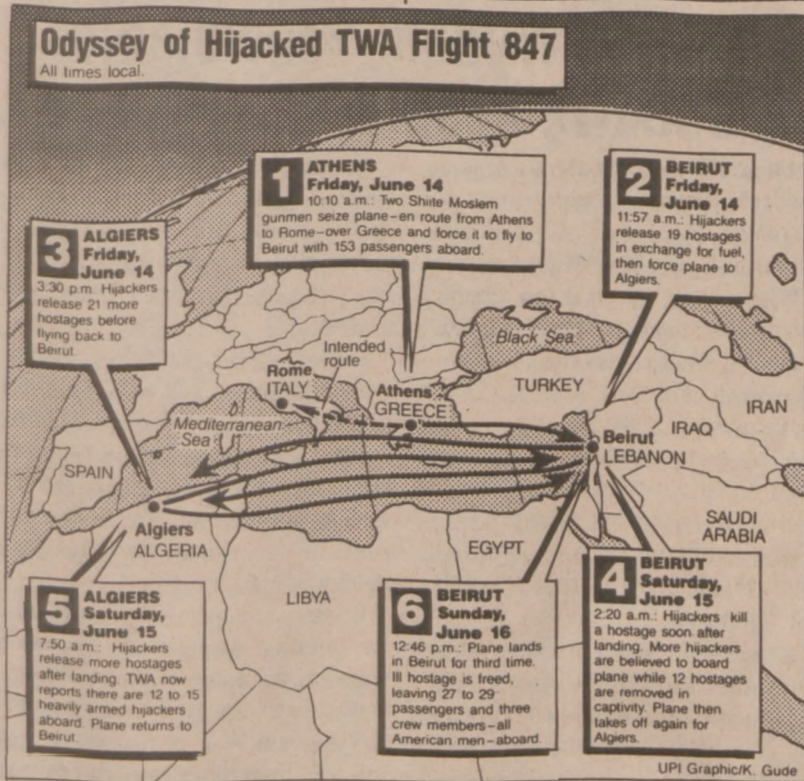 Odyssey of Hijacked TWA Flight 847
All times local.
1 ATHENS
Friday, June 14
10:10 a.m.: Two Shiite Moslem
gunmen seize plane–en route from Athens
to Rome–over Greece and force it to fly to
Beirut with 153 passengers aboard.
2 BEIRUT
Friday,
June 14
11:57 a.m.: Hijackers
release 19 hostages
in exchange for fuel,
then force plane to
Algiers.
3 ALGIERS
Friday,
June 14
3:30 p.m. Hijackers
release 21 more
hostages before
flying back to
Beirut.
Black Sea
Intended
route
Rome
ITALY
Athens
GREECE
TURKEY
IRAN
Mediterranean
Sea
IRAQ
Beirut
LEBANON
SPAIN
Algiers
ALGERIA
SAUDI
ARABIA
EGYPT
LIBYA
4 BEIRUT
Saturday,
June 15
2:20 a.m.: Hijackers kill
a hostage soon after
landing. More hijackers
are believed to board
plane while 12 hostages
are removed in
captivity. Plane then
takes off again for
Algiers.
5 ALGIERS
Saturday,
June 15
7:50 a.m.: Hijackers
release more hostages
after landing. TWA now
reports there are 12 to 15
heavily armed hijackers
aboard. Plane returns to
Beirut.
6 BEIRUT
Sunday,
June 16
12:46 p.m.: Plane lands
in Beirut for third time.
Ill hostage is freed,
leaving 27 to 29
passengers and three
crew members–all
American men–aboard.
UPI Graphic/K. Gude